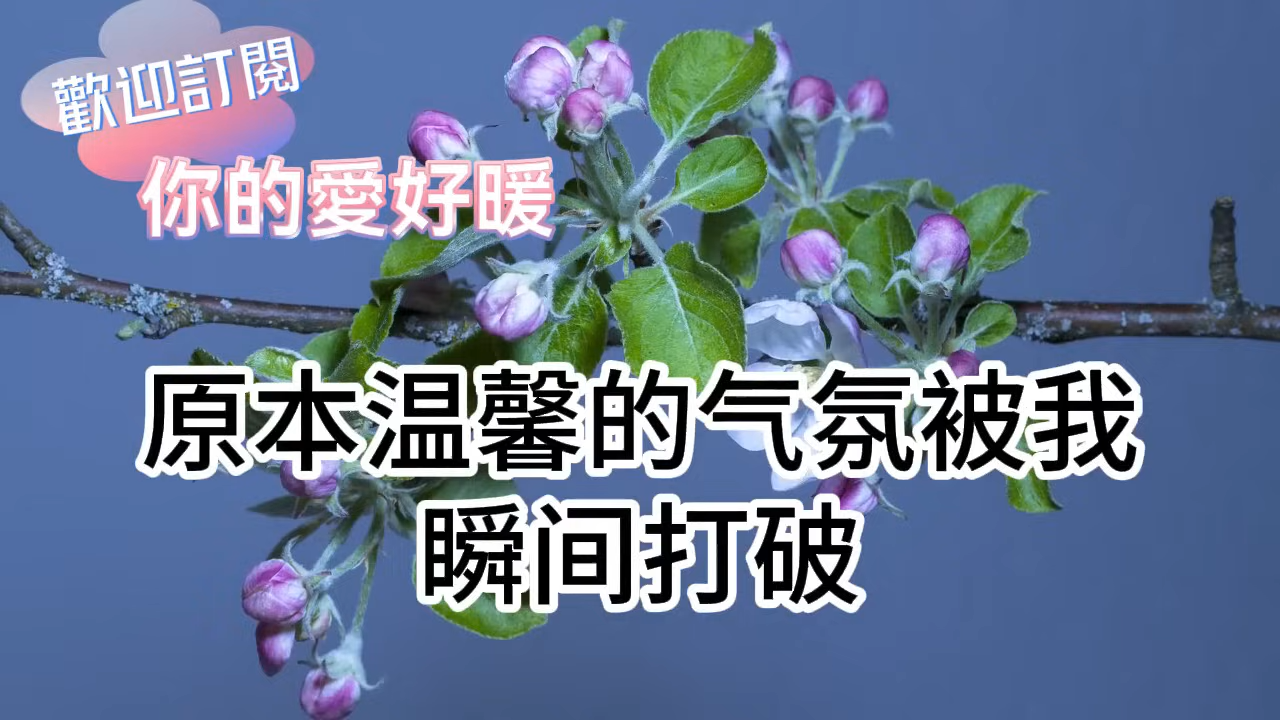 歡迎訂閱
你的愛好暖
原本温馨的气氛被我
瞬间打破